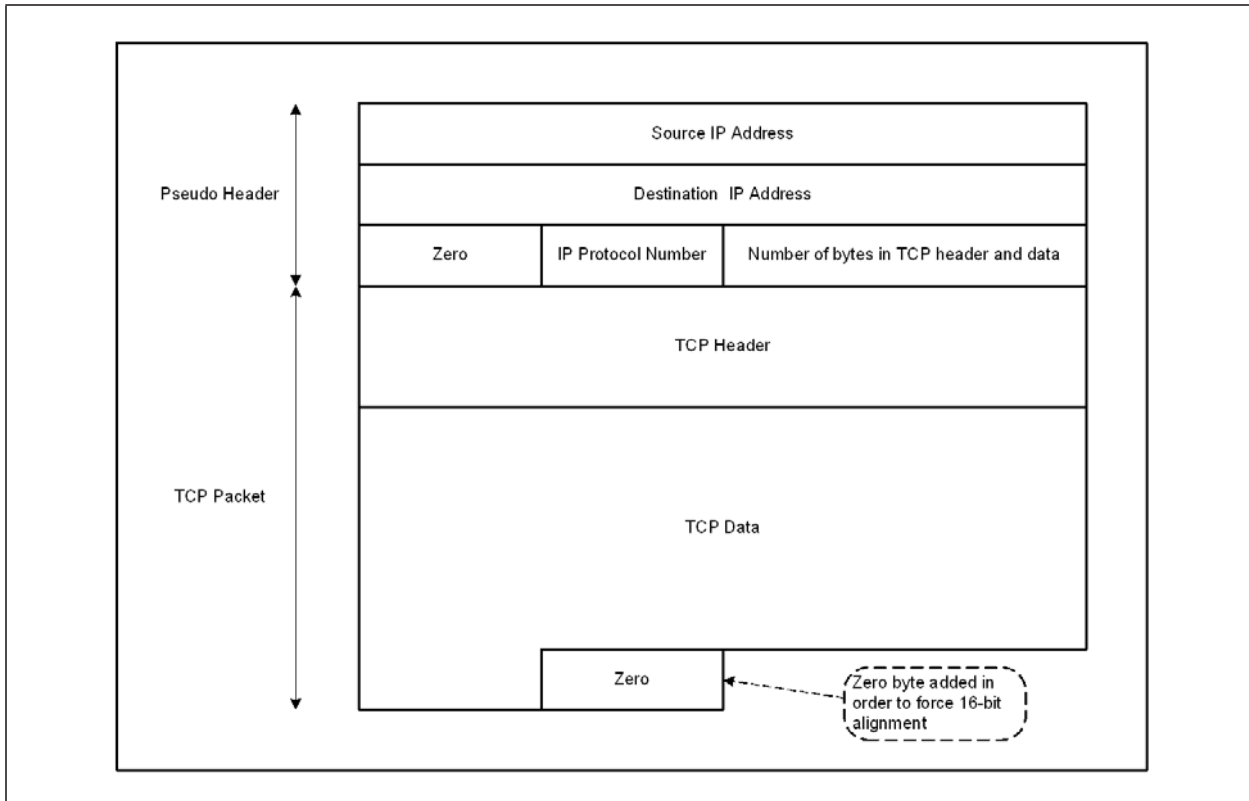 Source IP Address
Pseudo Header
Destination IP Address
Zero
IP Protocol Number
Number of bytes in TCP header and data
TCP Header
TCP Packet
TCP Data
Zero
Zero byte added in
order to force 16-bit
alignment